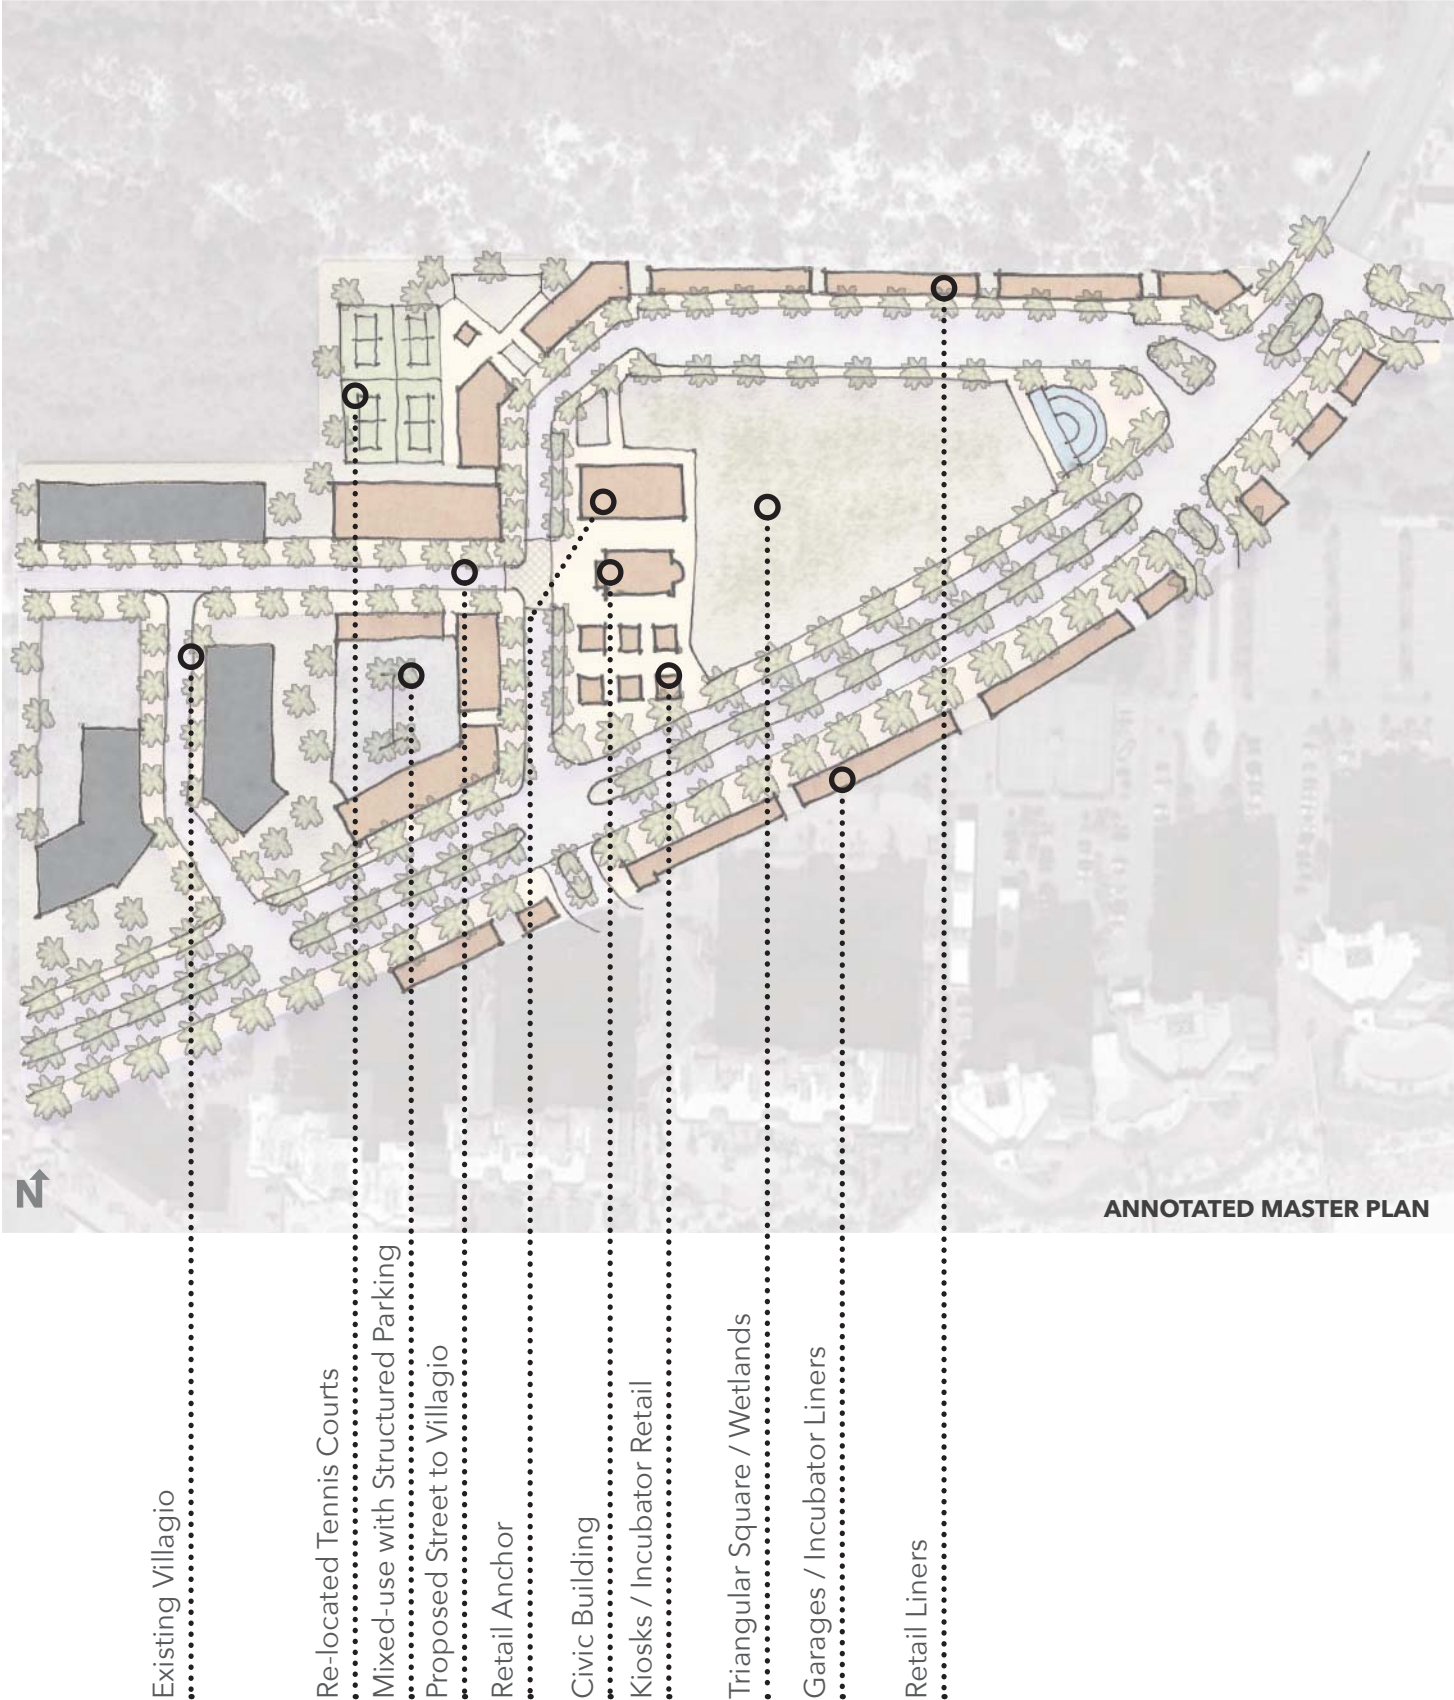 N
ANNOTATED MASTER PLAN
Existing Villagio
Re-located Tennis Courts
Mixed-use with Structured Parking
Proposed Street to Villagio
Retail Anchor
Civic Building
Kiosks / Incubator Retail
Triangular Square / Wetlands
Garages / Incubator Liners
Retail Liners